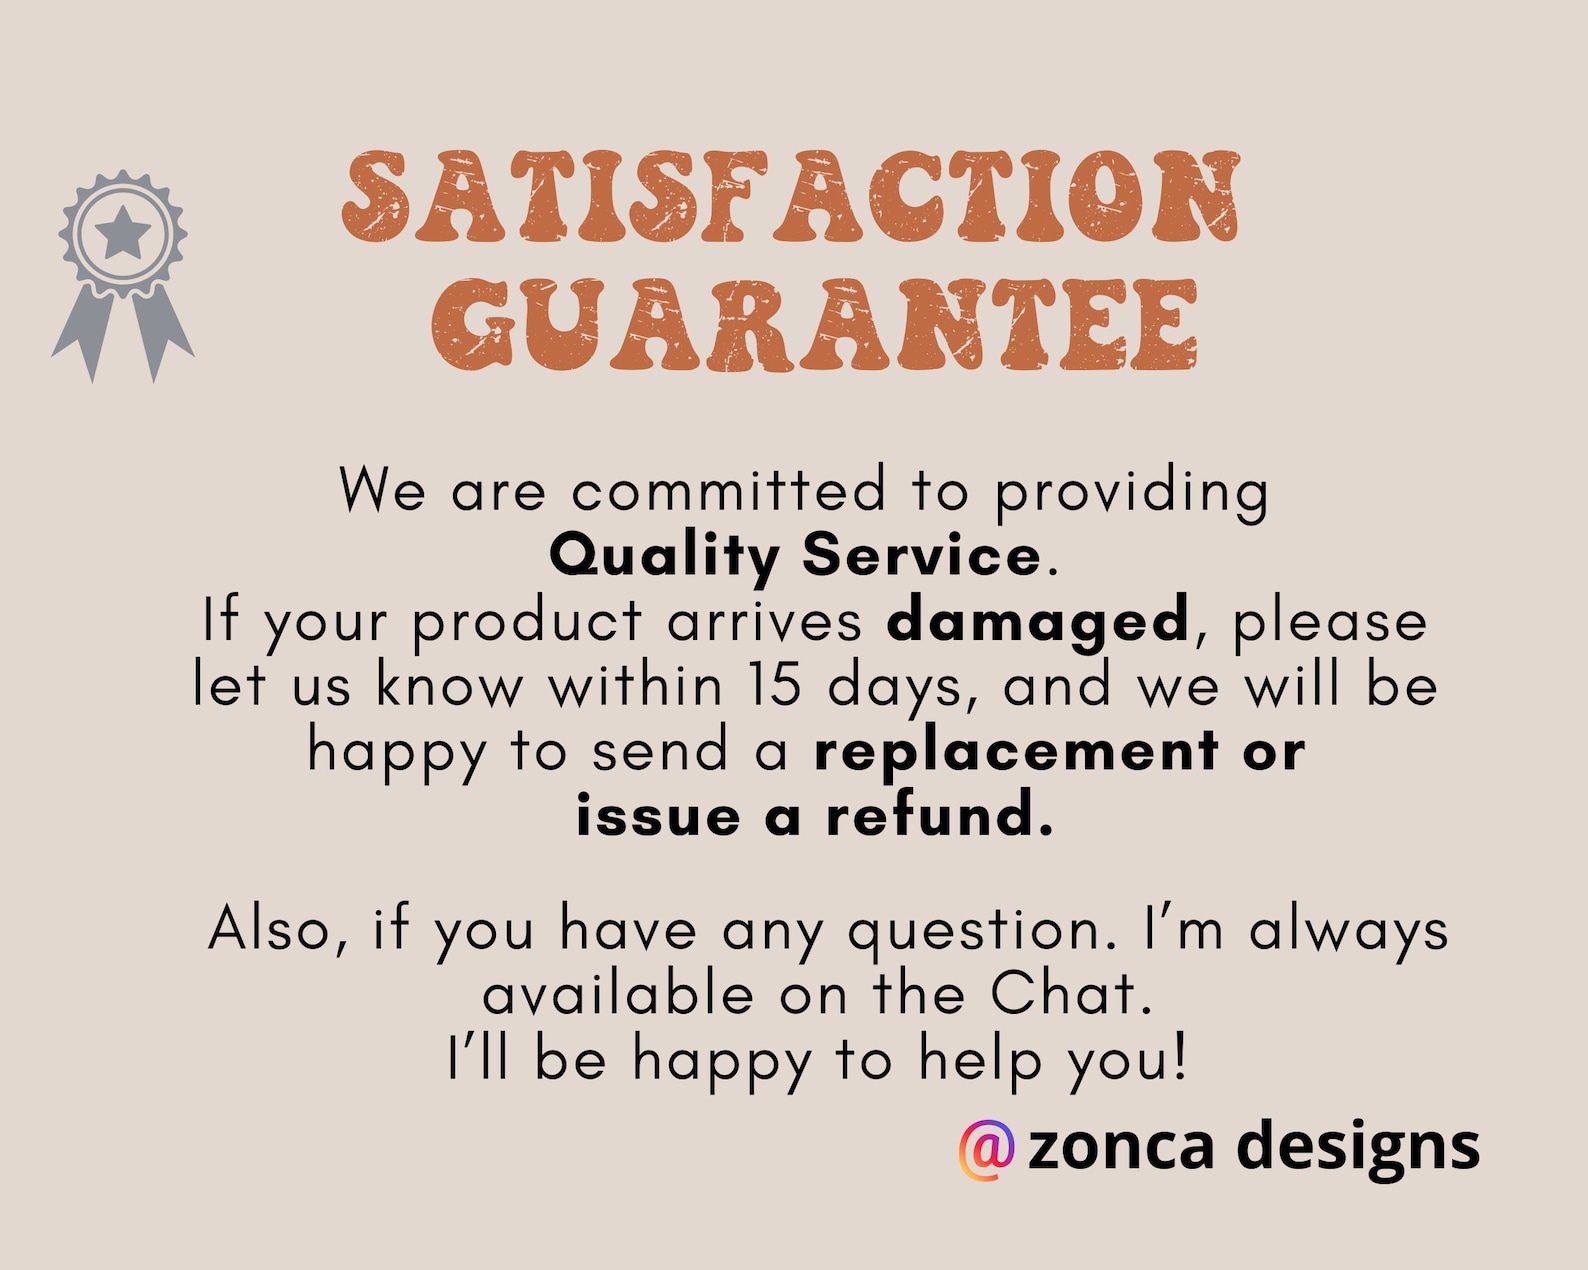 SATISFACTION
GUARANTEE
We are committed to providing
Quality Service.
If your product arrives damaged, please
let us know within 15 days, and we will be
happy to send a replacement or
issue a refund.
Also, if you have any question. I’m always
available on the Chat.
I’ll be happy to help you!
@zonca designs